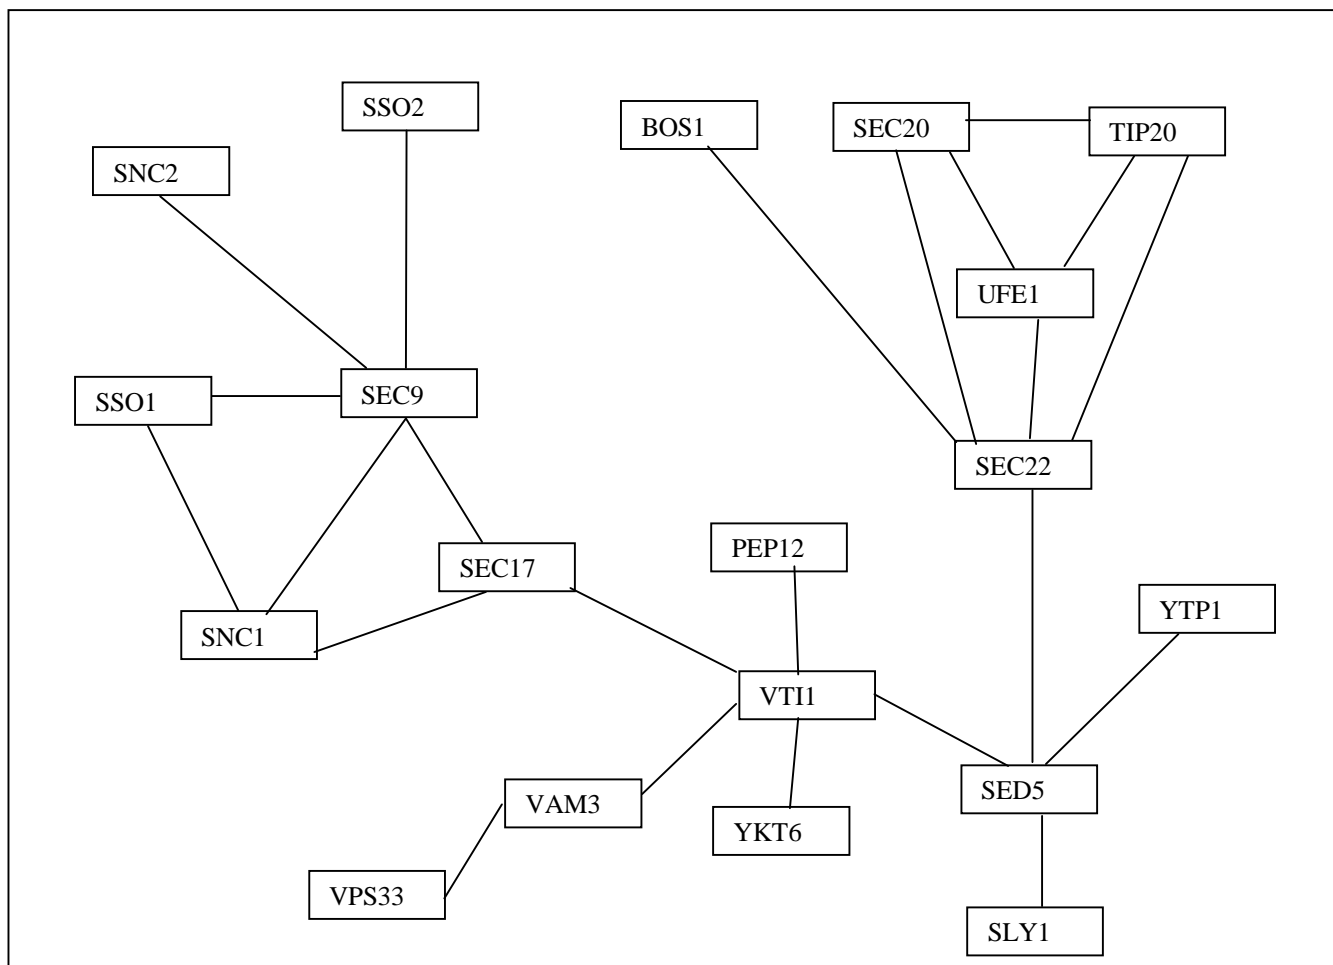 SSO2
BOS1
SEC20
TIP20
SNC2
UFE1
SSO1
SEC9
SEC22
PEP12
SEC17
YTP1
SNC1
VTI1
SED5
VAM3
YKT6
VPS33
SLY1